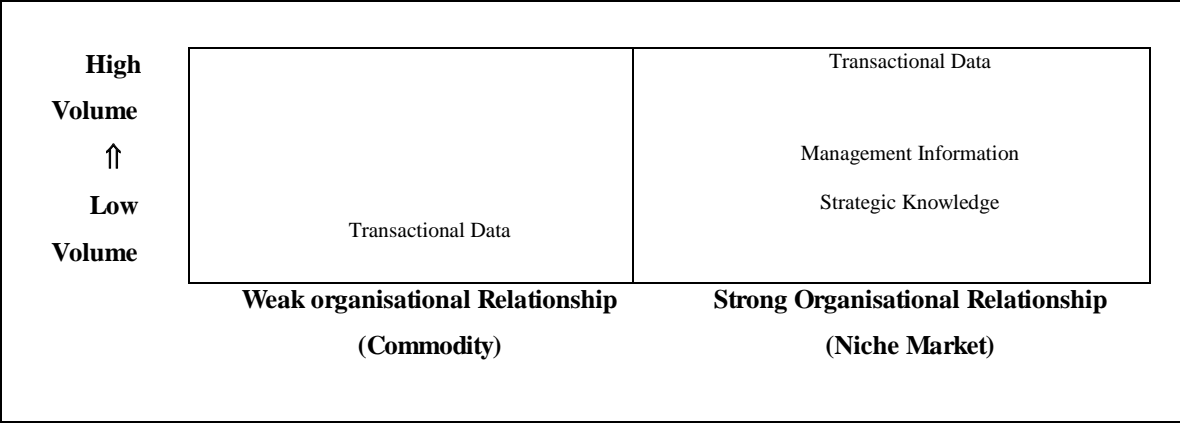 High
Volume
⇑
Low
Volume
Transactional Data
Transactional Data
Management Information
Strategic Knowledge
Weak organisational Relationship
(Commodity)
Strong Organisational Relationship
(Niche Market)